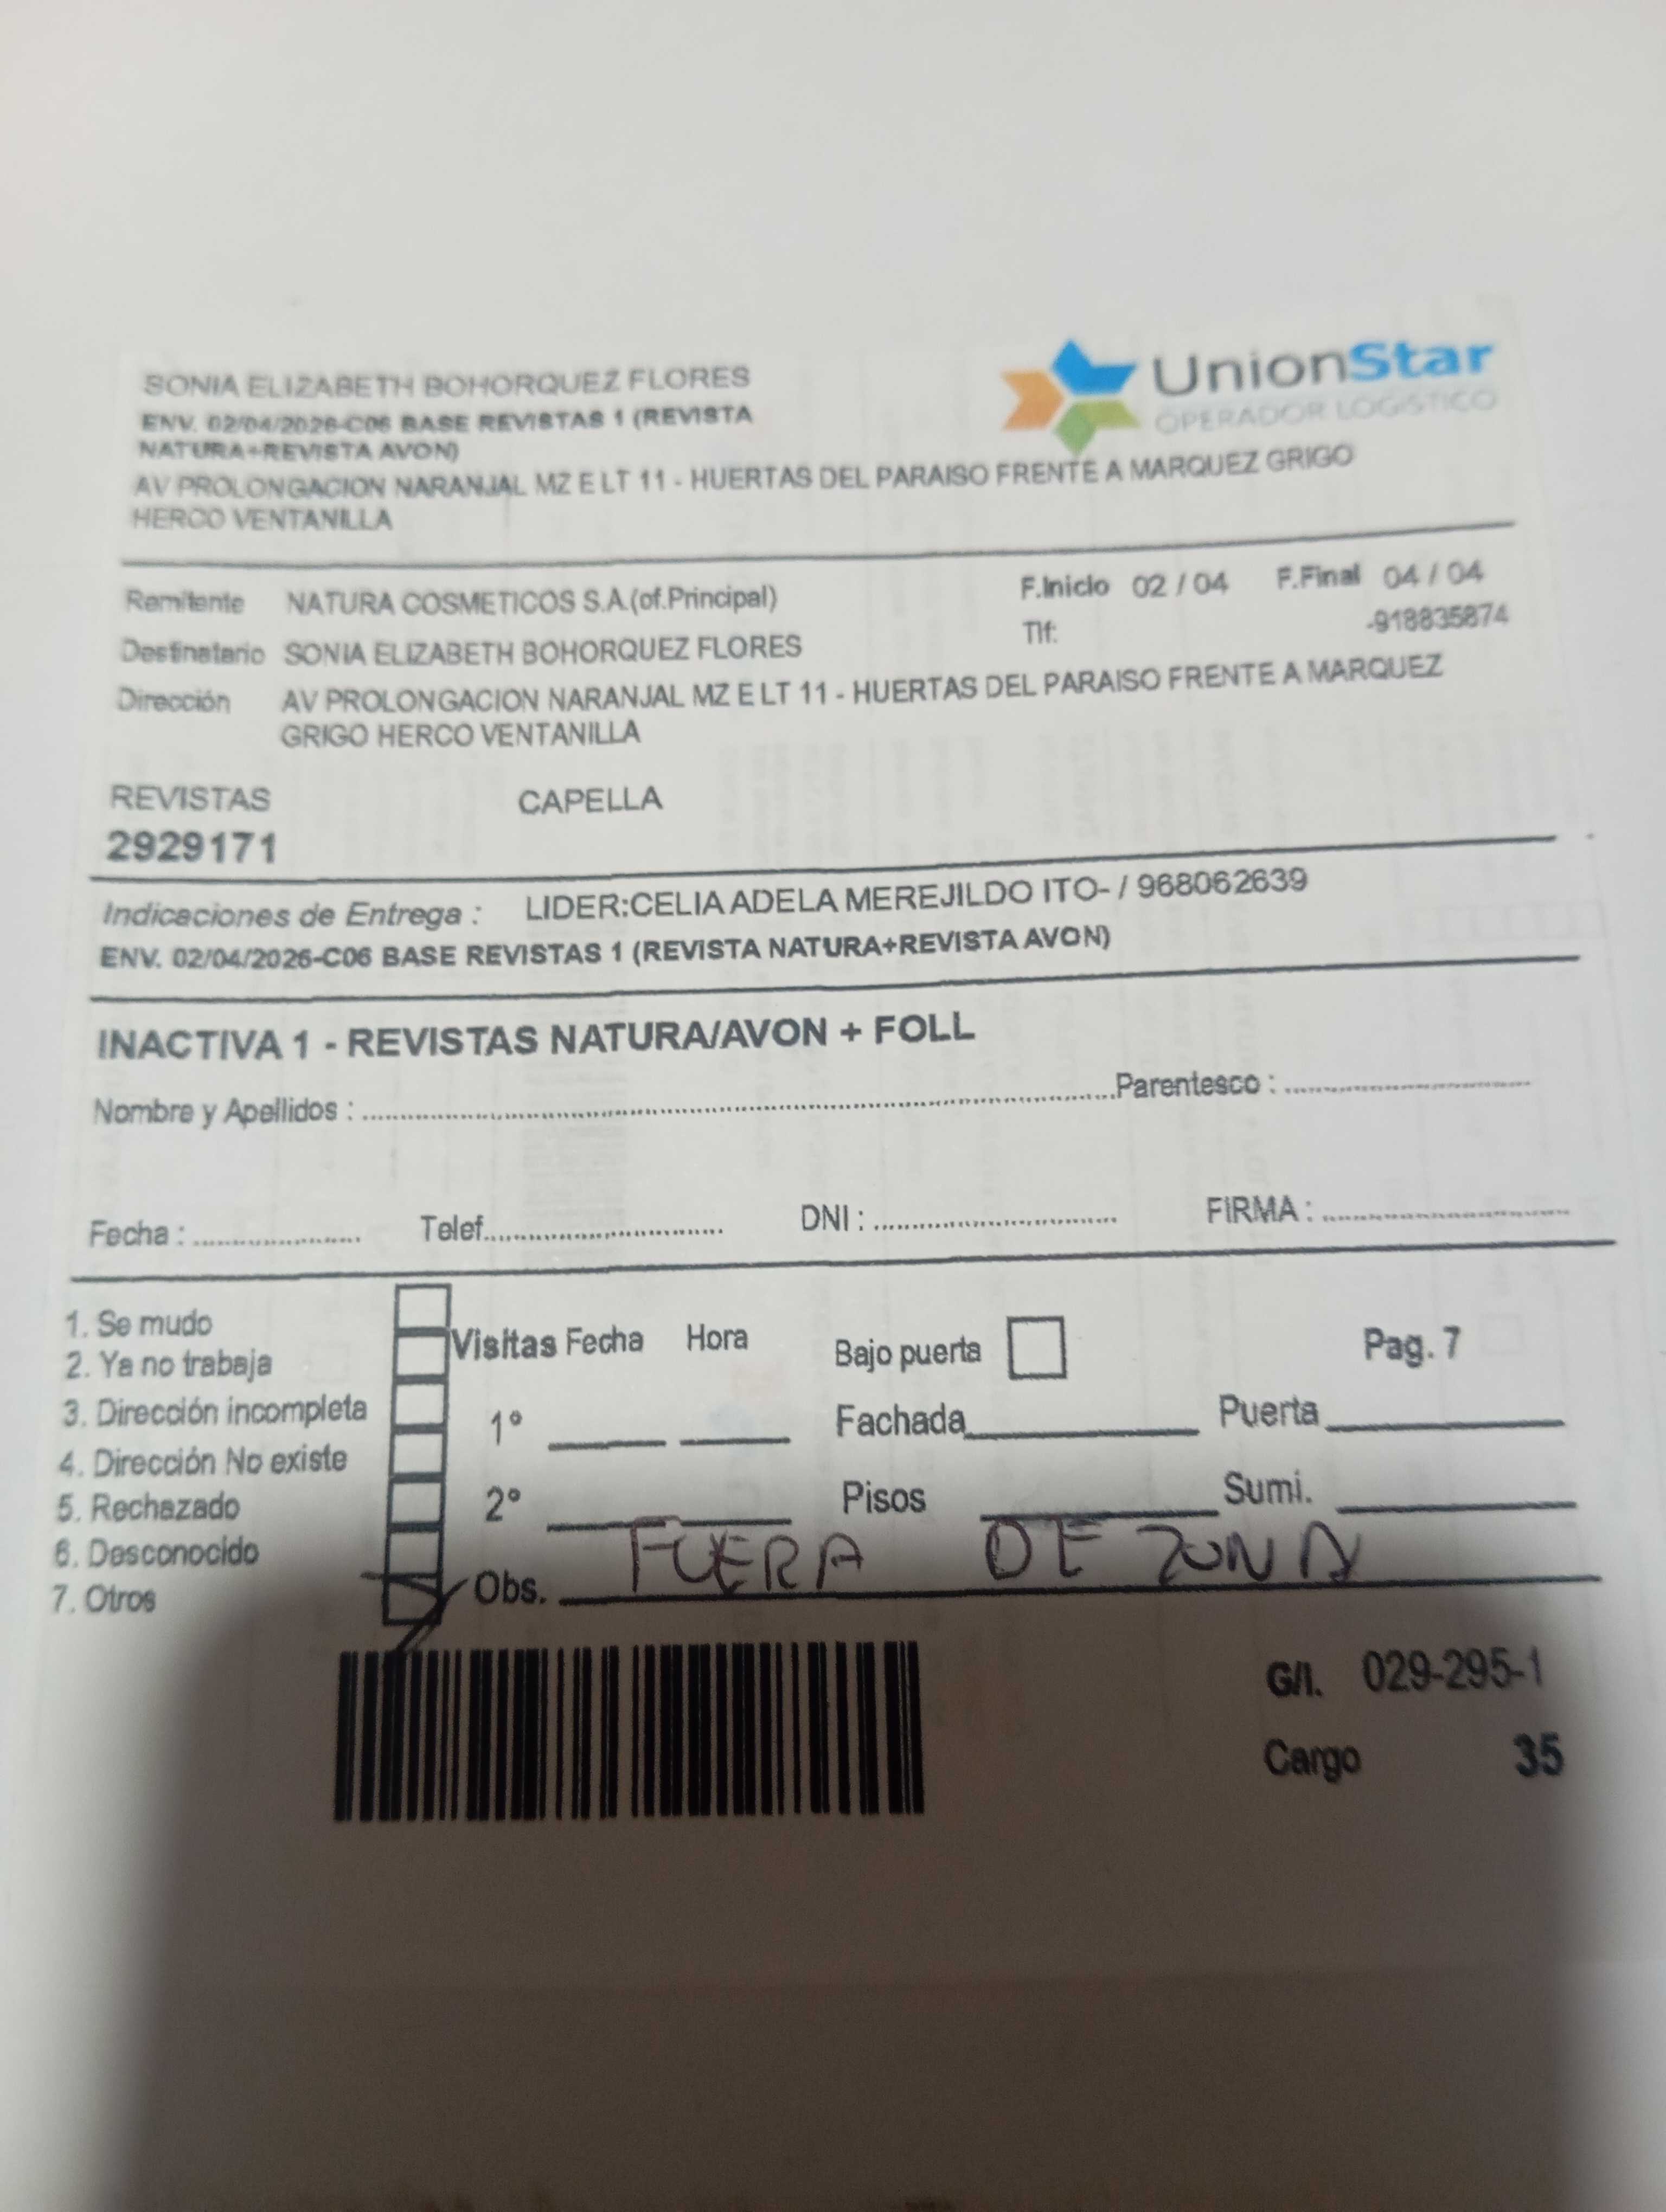 SONIA ELIZABETH BOHORQUEZ FLORES
ENV. 02/04/2026-C06 BASE REVISTAS 1 (REVISTA
NATURA+REVISTA AVON)
AV PROLONGACION NARANJAL MZ E LT 11 - HUERTAS DEL PARAISO FRENTE A MARQUEZ GRIGO
HERCO VENTANILLA
UnionStar
OPERADOR LOGISTICO
Remitente NATURA COSMETICOS S.A.(of.Principal) F.Inicio 02 / 04 F.Final 04 / 04
Destinatario SONIA ELIZABETH BOHORQUEZ FLORES Tlf: -918835874
Dirección AV PROLONGACION NARANJAL MZ E LT 11 - HUERTAS DEL PARAISO FRENTE A MARQUEZ
GRIGO HERCO VENTANILLA
REVISTAS CAPELLA
2929171
Indicaciones de Entrega : LIDER:CELIA ADELA MEREJILDO ITO- / 968062639
ENV. 02/04/2026-C06 BASE REVISTAS 1 (REVISTA NATURA+REVISTA AVON)
INACTIVA 1 - REVISTAS NATURA/AVON + FOLL
Nombre y Apellidos : Parentesco :
Fecha : Telef. DNI : FIRMA :
1. Se mudo
2. Ya no trabaja
3. Dirección incompleta
4. Dirección No existe
5. Rechazado
6. Desconocido
7. Otros
Visitas Fecha Hora Bajo puerta Pag. 7
1° Fachada Puerta
2° Pisos Sumi.
Obs. FUERA DE ZONA
G/I. 029-295-1
Cargo 35